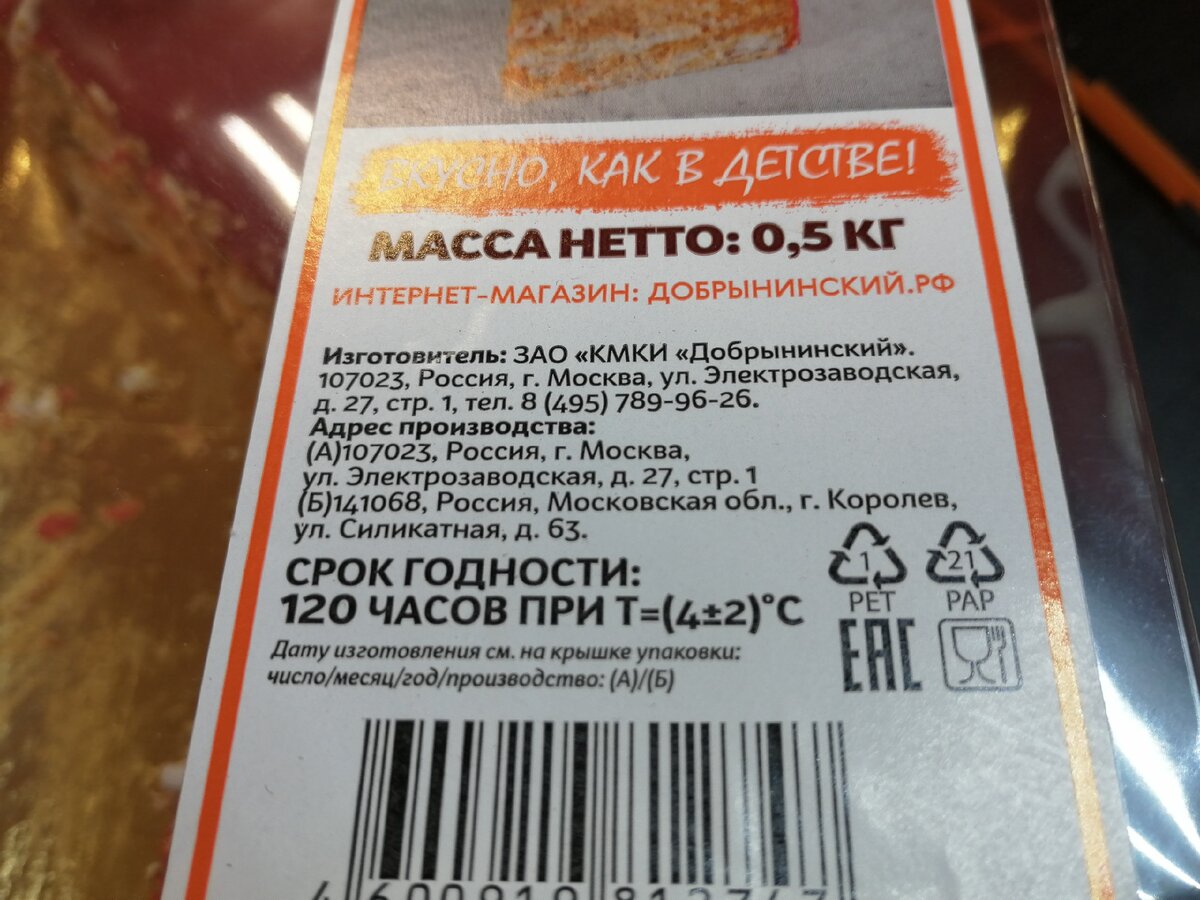 ВКУСНО, КАК В ДЕТСТВЕ!
МАССА НЕТТО: 0,5 КГ
ИНТЕРНЕТ-МАГАЗИН: ДОБРЫНИНСКИЙ.РФ
Изготовитель: ЗАО «КМКИ «Добрынинский».
107023, Россия, г. Москва, ул. Электрозаводская,
д. 27, стр. 1, тел. 8 (495) 789-96-26.
Адрес производства:
(А)107023, Россия, г. Москва,
ул. Электрозаводская, д. 27, стр. 1
(Б)141068, Россия, Московская обл., г. Королев,
ул. Силикатная, д. 63.
СРОК ГОДНОСТИ:
120 ЧАСОВ ПРИ Т=(4±2)°С
1 21
PET PAP
EAC
Дату изготовления см. на крышке упаковки:
число/месяц/год/производство: (А)/(Б)